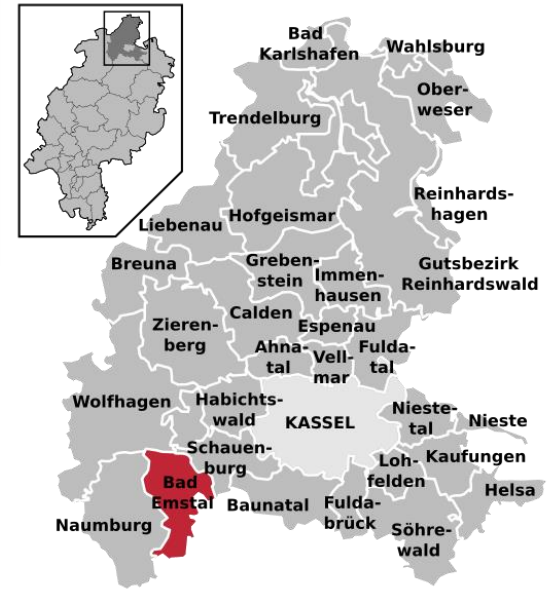 Bad
Karlshafen
Wahlsburg
Ober-
weser
Trendelburg
Reinhards-
hagen
Hofgeismar
Liebenau
Breuna
Greben-
stein
Immen-
hausen
Gutsbezirk
Reinhardswald
Calden
Zieren-
berg
Espenau
Ahna-
tal
Vell-
mar
Fulda-
tal
Wolfhagen
Habichts-
wald
KASSEL
Nieste-
tal
Nieste
Schauen-
burg
Loh-
felden
Kaufungen
Bad
Emstal
Helsa
Baunatal
Fulda-
brück
Naumburg
Söhre-
wald